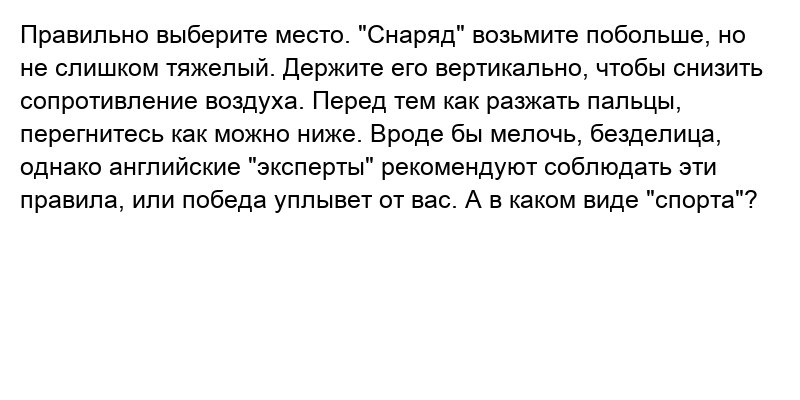 Правильно выберите место. "Снаряд" возьмите побольше, но
не слишком тяжелый. Держите его вертикально, чтобы снизить
сопротивление воздуха. Перед тем как разжать пальцы,
перегнитесь как можно ниже. Вроде бы мелочь, безделица,
однако английские "эксперты" рекомендуют соблюдать эти
правила, или победа уплывет от вас. А в каком виде "спорта"?